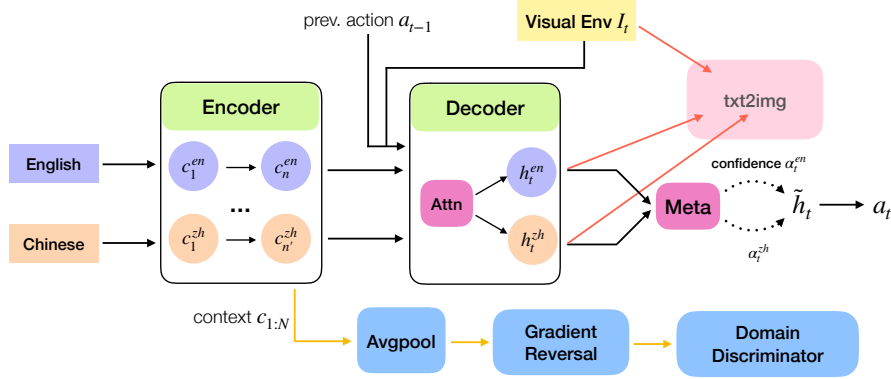 prev. action a_{t−1}
Visual Env I_t
Encoder
Decoder
txt2img
English
c_1^{en}
c_n^{en}
h_t^{en}
confidence α_t^{en}
...
Attn
Meta
h̃_t
a_t
Chinese
c_1^{zh}
c_{n'}^{zh}
h_t^{zh}
α_t^{zh}
context c_{1:N}
Avgpool
Gradient
Reversal
Domain
Discriminator